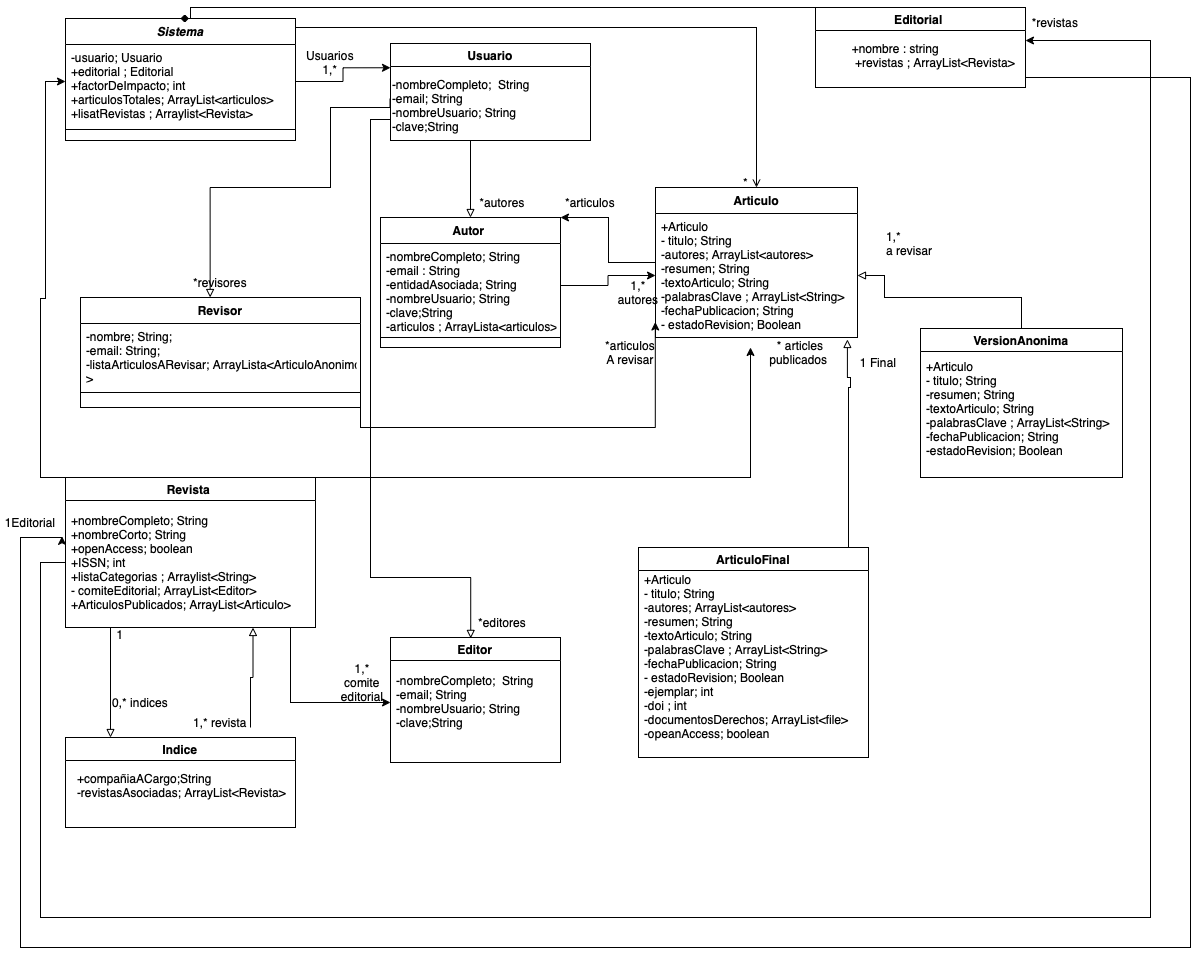 Sistema
-usuario; Usuario
+editorial ; Editorial
+factorDeImpacto; int
+articulosTotales; ArrayList<articulos>
+lisatRevistas ; Arraylist<Revista>
Usuarios
1,*
Usuario
-nombreCompleto;  String
-email; String
-nombreUsuario; String
-clave;String
Editorial
+nombre : string
+revistas ; ArrayList<Revista>
*revistas
*
*autores
*articulos
Autor
-nombreCompleto; String
-email : String
-entidadAsociada; String
-nombreUsuario; String
-clave;String
-articulos ; ArrayLista<articulos>
1,*
autores
Articulo
+Articulo
- titulo; String
-autores; ArrayList<autores>
-resumen; String
-textoArticulo; String
-palabrasClave ; ArrayList<String>
-fechaPublicacion; String
- estadoRevision; Boolean
1,*
a revisar
*revisores
Revisor
-nombre; String;
-email: String;
-listaArticulosARevisar; ArrayLista<ArticuloAnonimo
>
*articulos
A revisar
* articles
publicados
1 Final
VersionAnonima
+Articulo
- titulo; String
-resumen; String
-textoArticulo; String
-palabrasClave ; ArrayList<String>
-fechaPublicacion; String
-estadoRevision; Boolean
1Editorial
Revista
+nombreCompleto; String
+nombreCorto; String
+openAccess; boolean
+ISSN; int
+listaCategorias ; Arraylist<String>
- comiteEditorial; ArrayList<Editor>
+ArticulosPublicados; ArrayList<Articulo>
1
0,* indices
1,* revista
1,*
comite
editorial
*editores
Editor
-nombreCompleto;  String
-email; String
-nombreUsuario; String
-clave;String
ArticuloFinal
+Articulo
- titulo; String
-autores; ArrayList<autores>
-resumen; String
-textoArticulo; String
-palabrasClave ; ArrayList<String>
-fechaPublicacion; String
- estadoRevision; Boolean
-ejemplar; int
-doi ; int
-documentosDerechos; ArrayList<file>
-opeanAccess; boolean
Indice
+compañiaACargo;String
-revistasAsociadas; ArrayList<Revista>